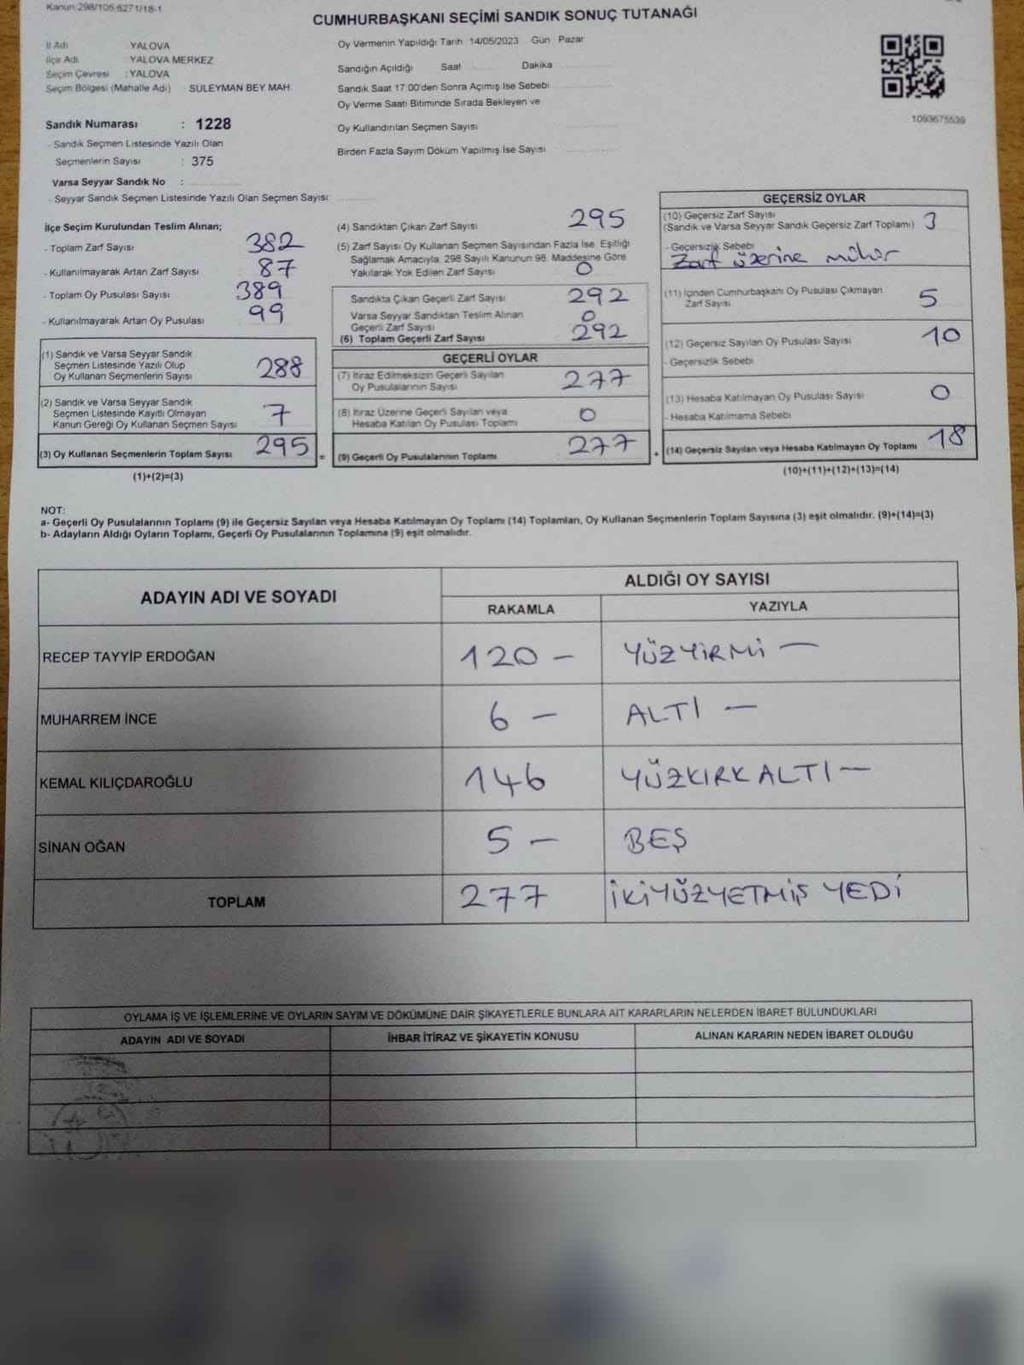 Kanun 298/105-6271/18-1
CUMHURBAŞKANI SEÇİMİ SANDIK SONUÇ TUTANAĞI
İl Adı YALOVA
İlçe Adı YALOVA MERKEZ
Seçim Çevresi : YALOVA
Seçim Bölgesi (Mahalle Adı) SÜLEYMAN BEY MAH.
Sandık Numarası : 1228
- Sandık Seçmen Listesinde Yazılı Olan
Seçmenlerin Sayısı : 375
Varsa Seyyar Sandık No :
- Seyyar Sandık Seçmen Listesinde Yazılı Olan Seçmen Sayısı
Oy Vermenin Yapıldığı Tarih 14/05/2023 Gün Pazar
Sandığın Açıldığı Saat Dakika
Sandık Saat 17:00'den Sonra Açılmış İse Sebebi
Oy Verme Saati Bitiminde Sırada Bekleyen ve
Oy Kullandırılan Seçmen Sayısı
Birden Fazla Sayım Döküm Yapılmış İse Sayısı
1093675539
İlçe Seçim Kurulundan Teslim Alınan;
- Toplam Zarf Sayısı 382
- Kullanılmayarak Artan Zarf Sayısı 87
- Toplam Oy Pusulası Sayısı 389
- Kullanılmayarak Artan Oy Pusulası 99
(1) Sandık ve Varsa Seyyar Sandık
Seçmen Listesinde Yazılı Olup
Oy Kullanan Seçmenlerin Sayısı 288
(2) Sandık ve Varsa Seyyar Sandık
Seçmen Listesinde Kayıtlı Olmayan
Kanun Gereği Oy Kullanan Seçmen Sayısı 7
(3) Oy Kullanan Seçmenlerin Toplam Sayısı 295 =
(1)+(2)=(3)
(4) Sandıktan Çıkan Zarf Sayısı 295
(5) Zarf Sayısı Oy Kullanan Seçmen Sayısından Fazla İse, Eşitliği
Sağlamak Amacıyla, 298 Sayılı Kanunun 98. Maddesine Göre
Yakılarak Yok Edilen Zarf Sayısı 0
Sandıkta Çıkan Geçerli Zarf Sayısı 292
Varsa Seyyar Sandıktan Teslim Alınan
Geçerli Zarf Sayısı 0
(6) Toplam Geçerli Zarf Sayısı 292
GEÇERLİ OYLAR
(7) İtiraz Edilmeksizin Geçerli Sayılan
Oy Pusulalarının Sayısı 277
(8) İtiraz Üzerine Geçerli Sayılan veya
Hesaba Katılan Oy Pusulası Toplamı 0
(9) Geçerli Oy Pusulalarının Toplamı 277 +
GEÇERSİZ OYLAR
(10) Geçersiz Zarf Sayısı
(Sandık ve Varsa Seyyar Sandık Geçersiz Zarf Toplamı) 3
- Geçersizlik Sebebi
Zarf üzerine mühür
(11) İçinden Cumhurbaşkanı Oy Pusulası Çıkmayan
Zarf Sayısı 5
(12) Geçersiz Sayılan Oy Pusulası Sayısı 10
- Geçersizlik Sebebi
(13) Hesaba Katılmayan Oy Pusulası Sayısı 0
- Hesaba Katılmama Sebebi
(14) Geçersiz Sayılan veya Hesaba Katılmayan Oy Toplamı 18
(10)+(11)+(12)+(13)=(14)
NOT:
a- Geçerli Oy Pusulalarının Toplamı (9) ile Geçersiz Sayılan veya Hesaba Katılmayan Oy Toplamı (14) Toplamları, Oy Kullanan Seçmenlerin Toplam Sayısına (3) eşit olmalıdır. (9)+(14)=(3)
b- Adayların Aldığı Oyların Toplamı, Geçerli Oy Pusulalarının Toplamına (9) eşit olmalıdır.
ADAYIN ADI VE SOYADI ALDIĞI OY SAYISI
RAKAMLA YAZIYLA
RECEP TAYYİP ERDOĞAN 120 – YÜZYİRMİ –
MUHARREM İNCE 6 – ALTI –
KEMAL KILIÇDAROĞLU 146 YÜZKIRK ALTI –
SİNAN OĞAN 5 – BEŞ
TOPLAM 277 İKİYÜZYETMİŞ YEDİ
OYLAMA İŞ VE İŞLEMLERİNE VE OYLARIN SAYIM VE DÖKÜMÜNE DAİR ŞİKAYETLERLE BUNLARA AİT KARARLARIN NELERDEN İBARET BULUNDUKLARI
ADAYIN ADI VE SOYADI İHBAR İTİRAZ VE ŞİKAYETİN KONUSU ALINAN KARARIN NEDEN İBARET OLDUĞU